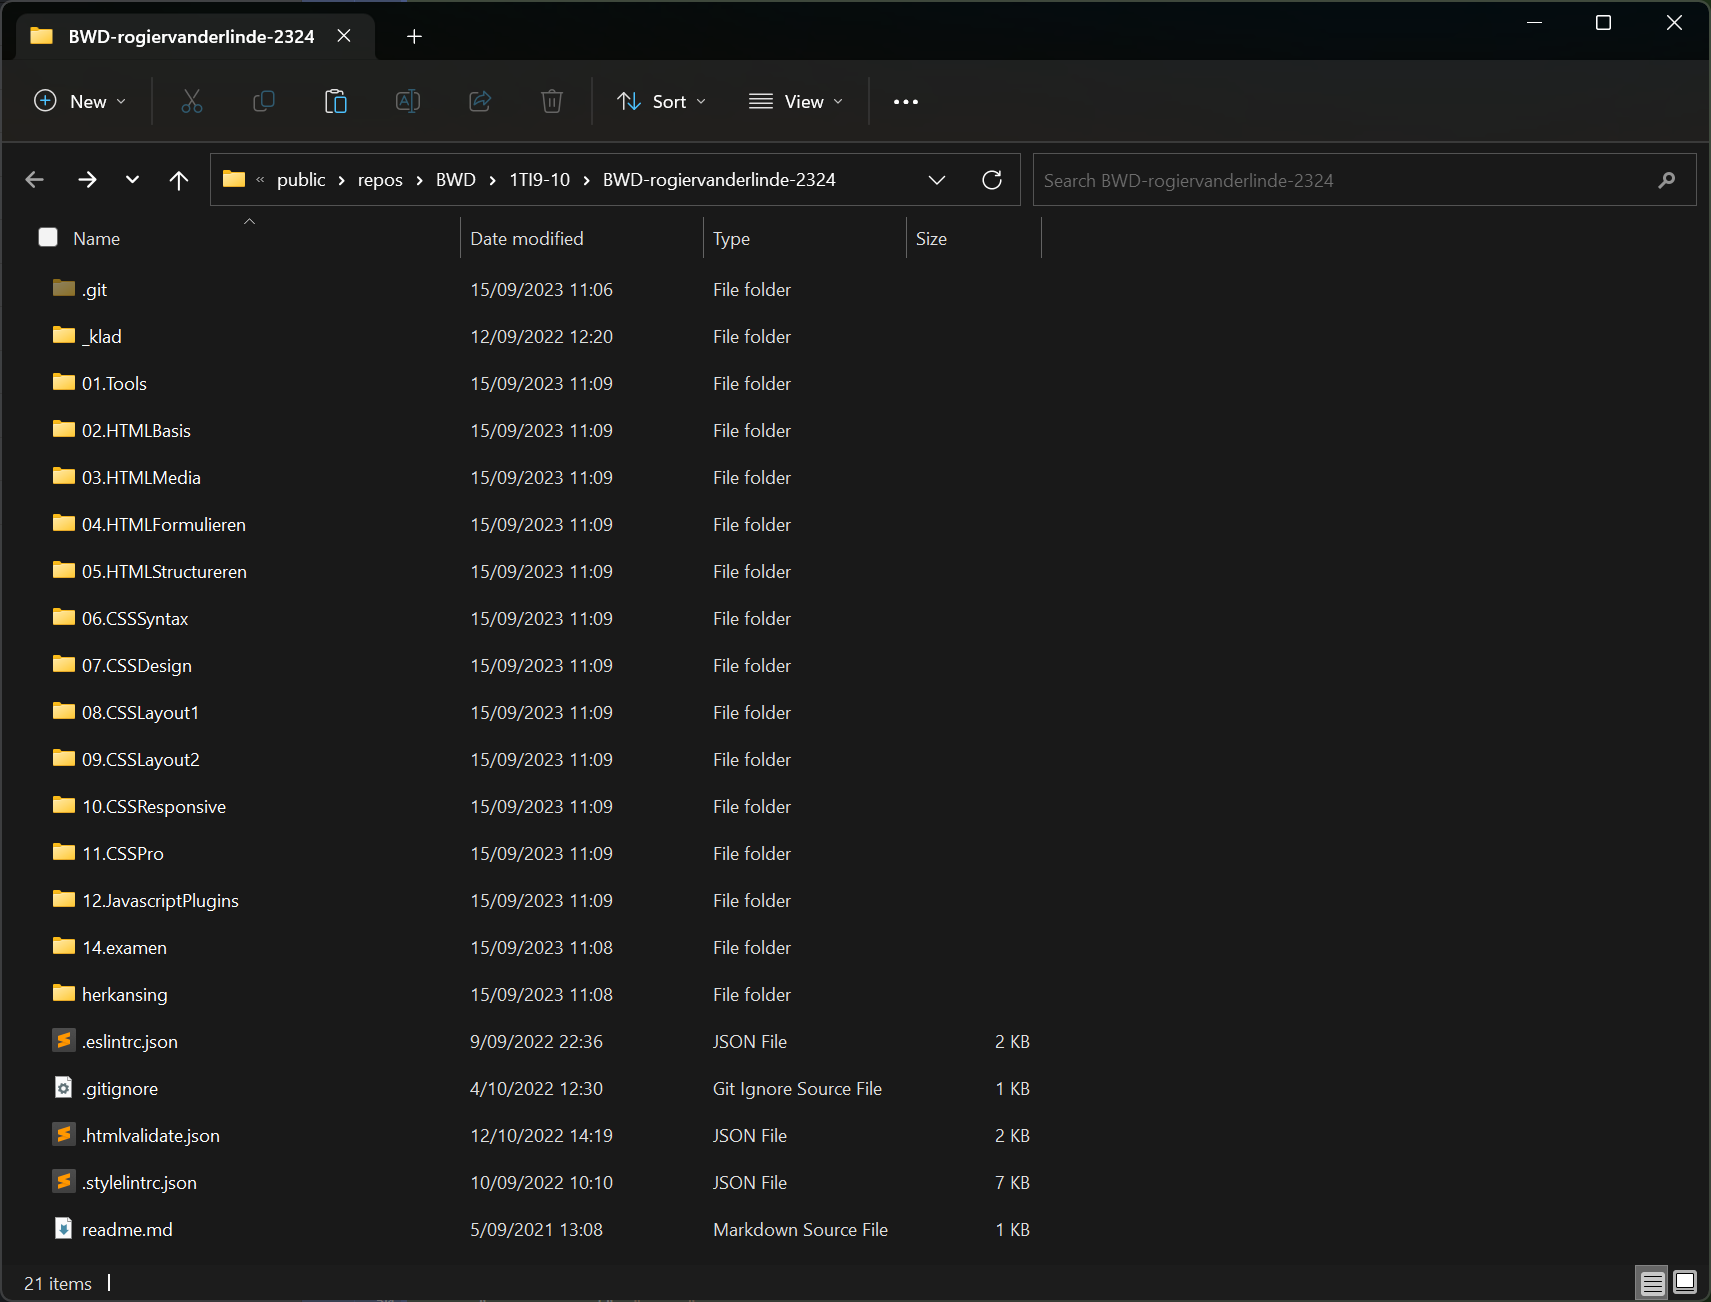 BWD-rogiervanderlinde-2324
New
Sort
View
« public > repos > BWD > 1TI9-10 > BWD-rogiervanderlinde-2324
Search BWD-rogiervanderlinde-2324
Name Date modified Type Size
.git 15/09/2023 11:06 File folder
_klad 12/09/2022 12:20 File folder
01.Tools 15/09/2023 11:09 File folder
02.HTMLBasis 15/09/2023 11:09 File folder
03.HTMLMedia 15/09/2023 11:09 File folder
04.HTMLFormulieren 15/09/2023 11:09 File folder
05.HTMLStructureren 15/09/2023 11:09 File folder
06.CSSSyntax 15/09/2023 11:09 File folder
07.CSSDesign 15/09/2023 11:09 File folder
08.CSSLayout1 15/09/2023 11:09 File folder
09.CSSLayout2 15/09/2023 11:09 File folder
10.CSSResponsive 15/09/2023 11:09 File folder
11.CSSPro 15/09/2023 11:09 File folder
12.JavascriptPlugins 15/09/2023 11:09 File folder
14.examen 15/09/2023 11:08 File folder
herkansing 15/09/2023 11:08 File folder
.eslintrc.json 9/09/2022 22:36 JSON File 2 KB
.gitignore 4/10/2022 12:30 Git Ignore Source File 1 KB
.htmlvalidate.json 12/10/2022 14:19 JSON File 2 KB
.stylelintrc.json 10/09/2022 10:10 JSON File 7 KB
readme.md 5/09/2021 13:08 Markdown Source File 1 KB
21 items